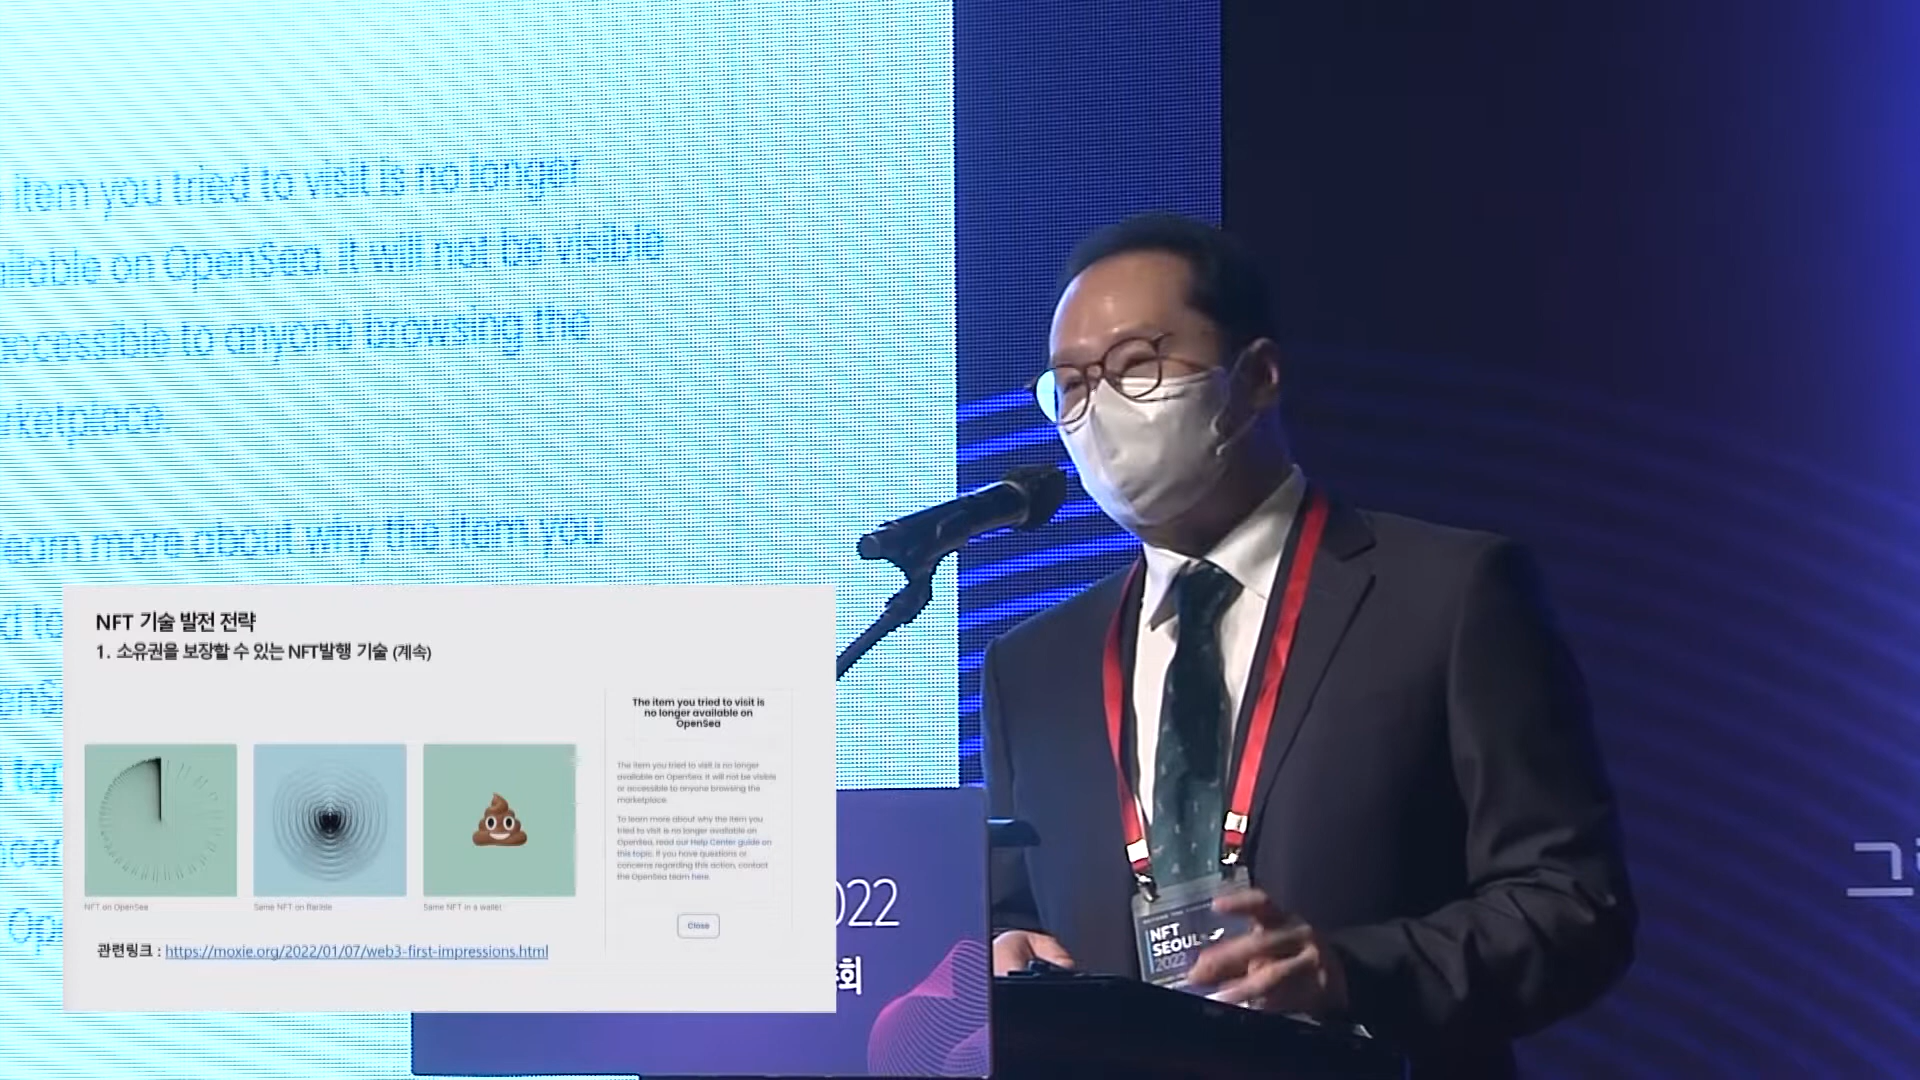 item you tried to visit is no longer
on OpenSea. It will not be visible
accessible to anyone browsing the
more about why the item you
NFT 기술 발전 전략
1. 소유권을 보장할 수 있는 NFT발행 기술 (계속)
The item you tried to visit is
no longer available on
OpenSea
The item you tried to visit is no longer
available on OpenSea. It will not be visible
or accessible to anyone browsing the
marketplace.
To learn more about why the item you
tried to visit is no longer available on
OpenSea, read our Help Center guide on
this topic. If you have questions or
concerns regarding this action, contact
the OpenSea team here.
Close
NFT on OpenSea
Same NFT on Rarible
Same NFT in a wallet
관련링크 : https://moxie.org/2022/01/07/web3-first-impressions.html
NFT
SEOUL
2022